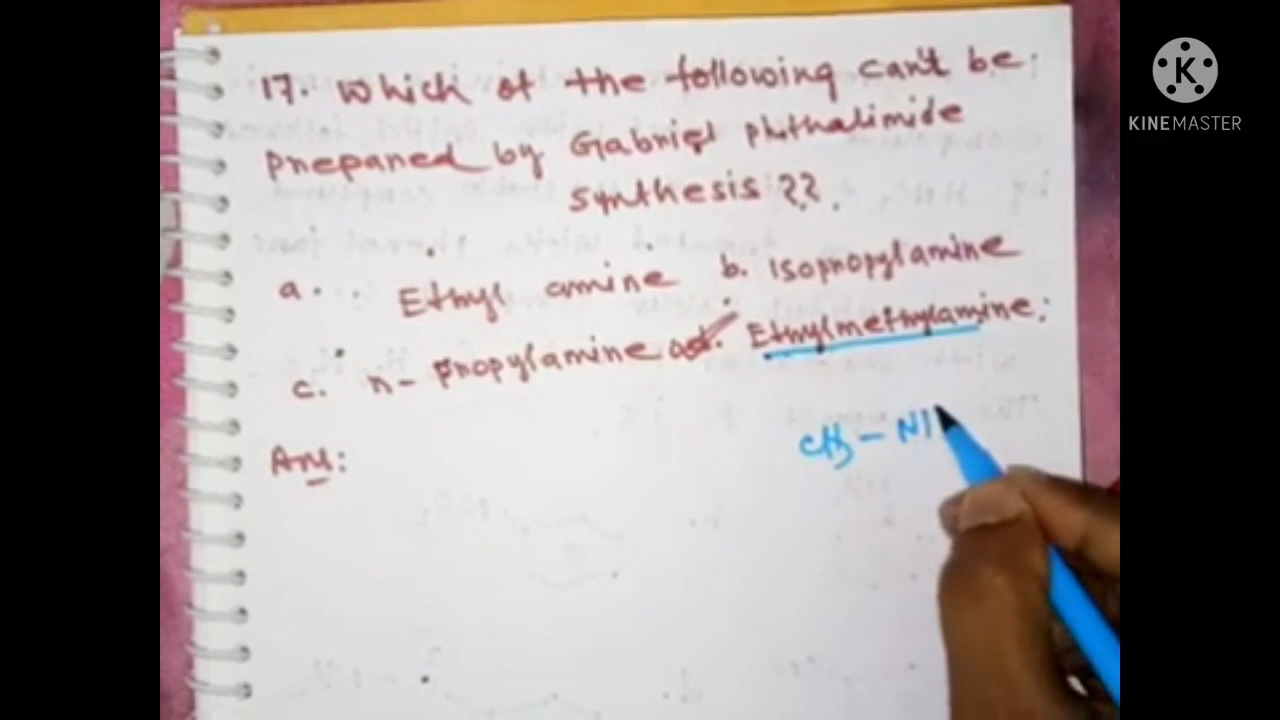 17. Which of the following can't be
prepared by Gabriel phthalimide
synthesis ??.
a. Ethyl amine b. Isopropylamine
c. n-propylamine d. Ethylmethylamine:
CH3 - NH
Ans:
K
KINEMASTER